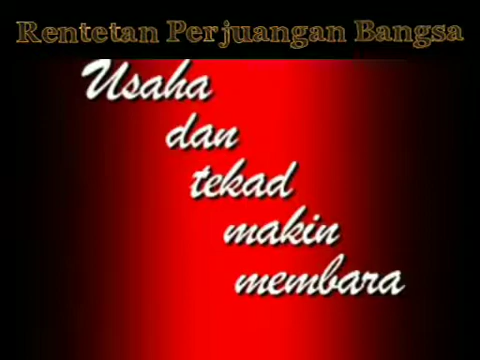 Rentetan Perjuangan Bangsa
Usaha
dan
tekad
makin
membara